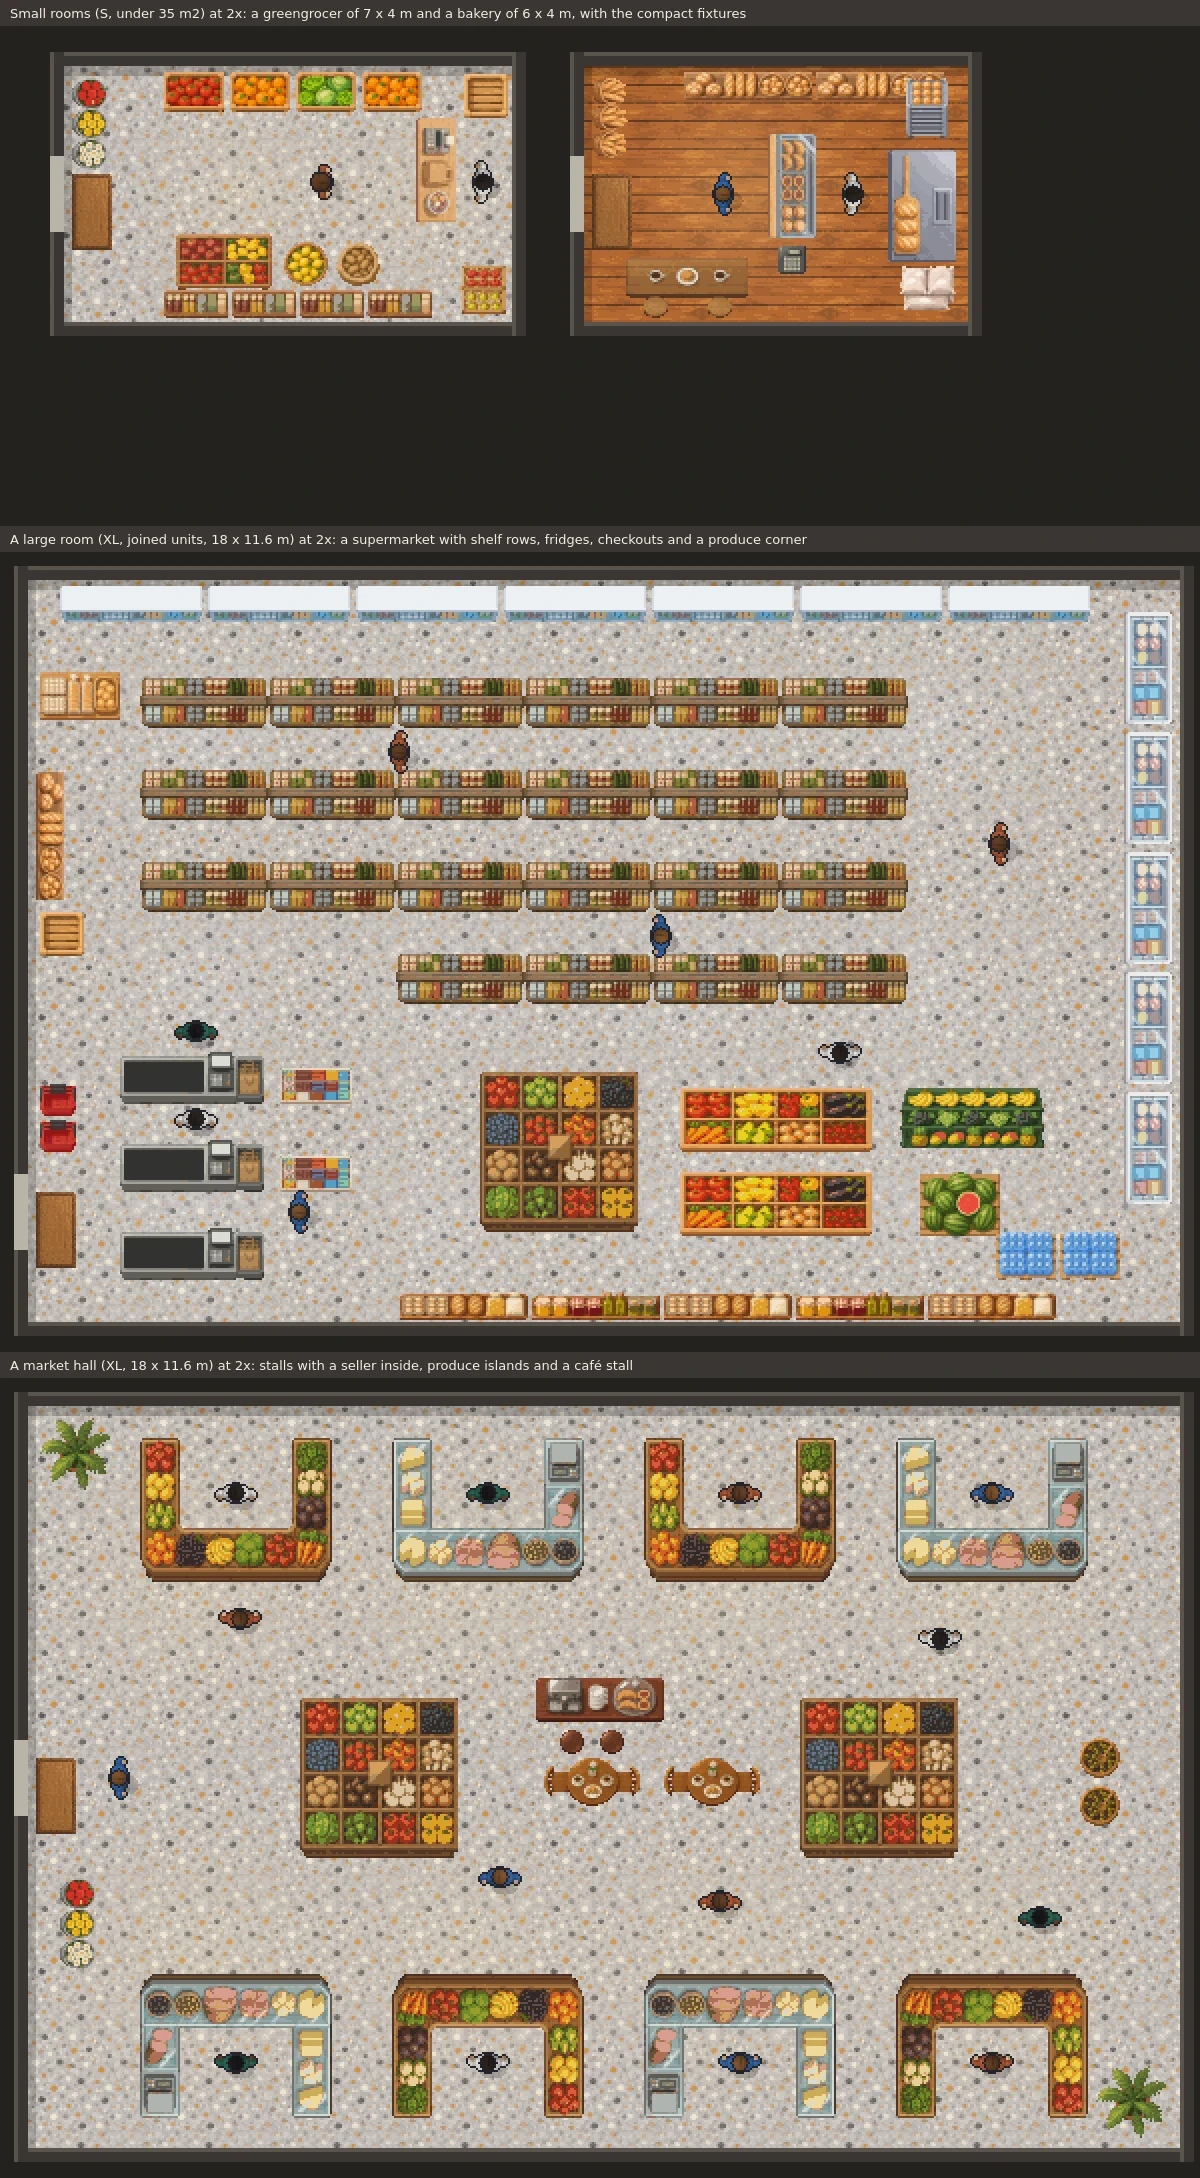 Small rooms (S, under 35 m2) at 2x: a greengrocer of 7 x 4 m and a bakery of 6 x 4 m, with the compact fixtures
A large room (XL, joined units, 18 x 11.6 m) at 2x: a supermarket with shelf rows, fridges, checkouts and a produce corner
A market hall (XL, 18 x 11.6 m) at 2x: stalls with a seller inside, produce islands and a café stall